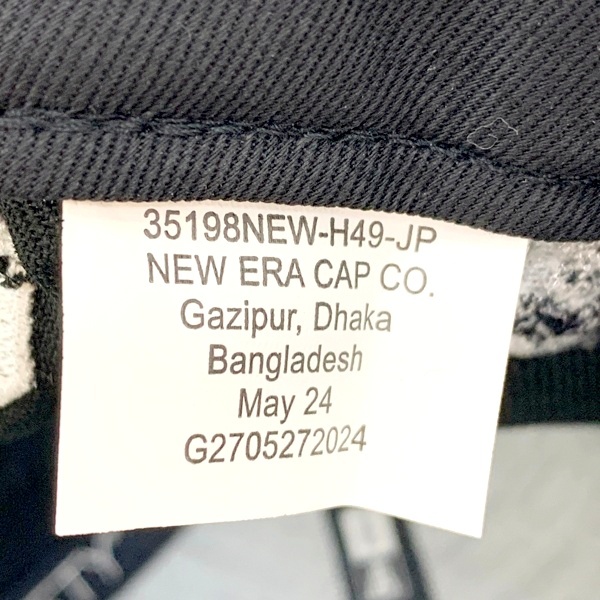 35198NEW-H49-JP
NEW ERA CAP CO.
Gazipur, Dhaka
Bangladesh
May 24
G2705272024